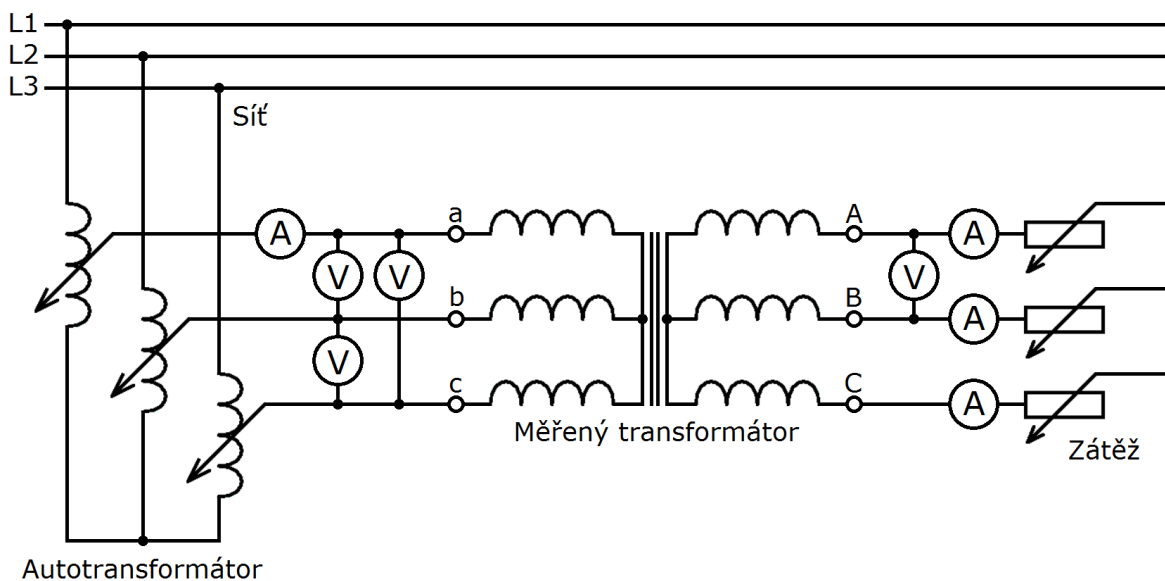 L1
L2
L3
Síť
A
V
V
a
A
V
A
b
B
A
V
c
C
A
Měřený transformátor
Zátěž
Autotransformátor